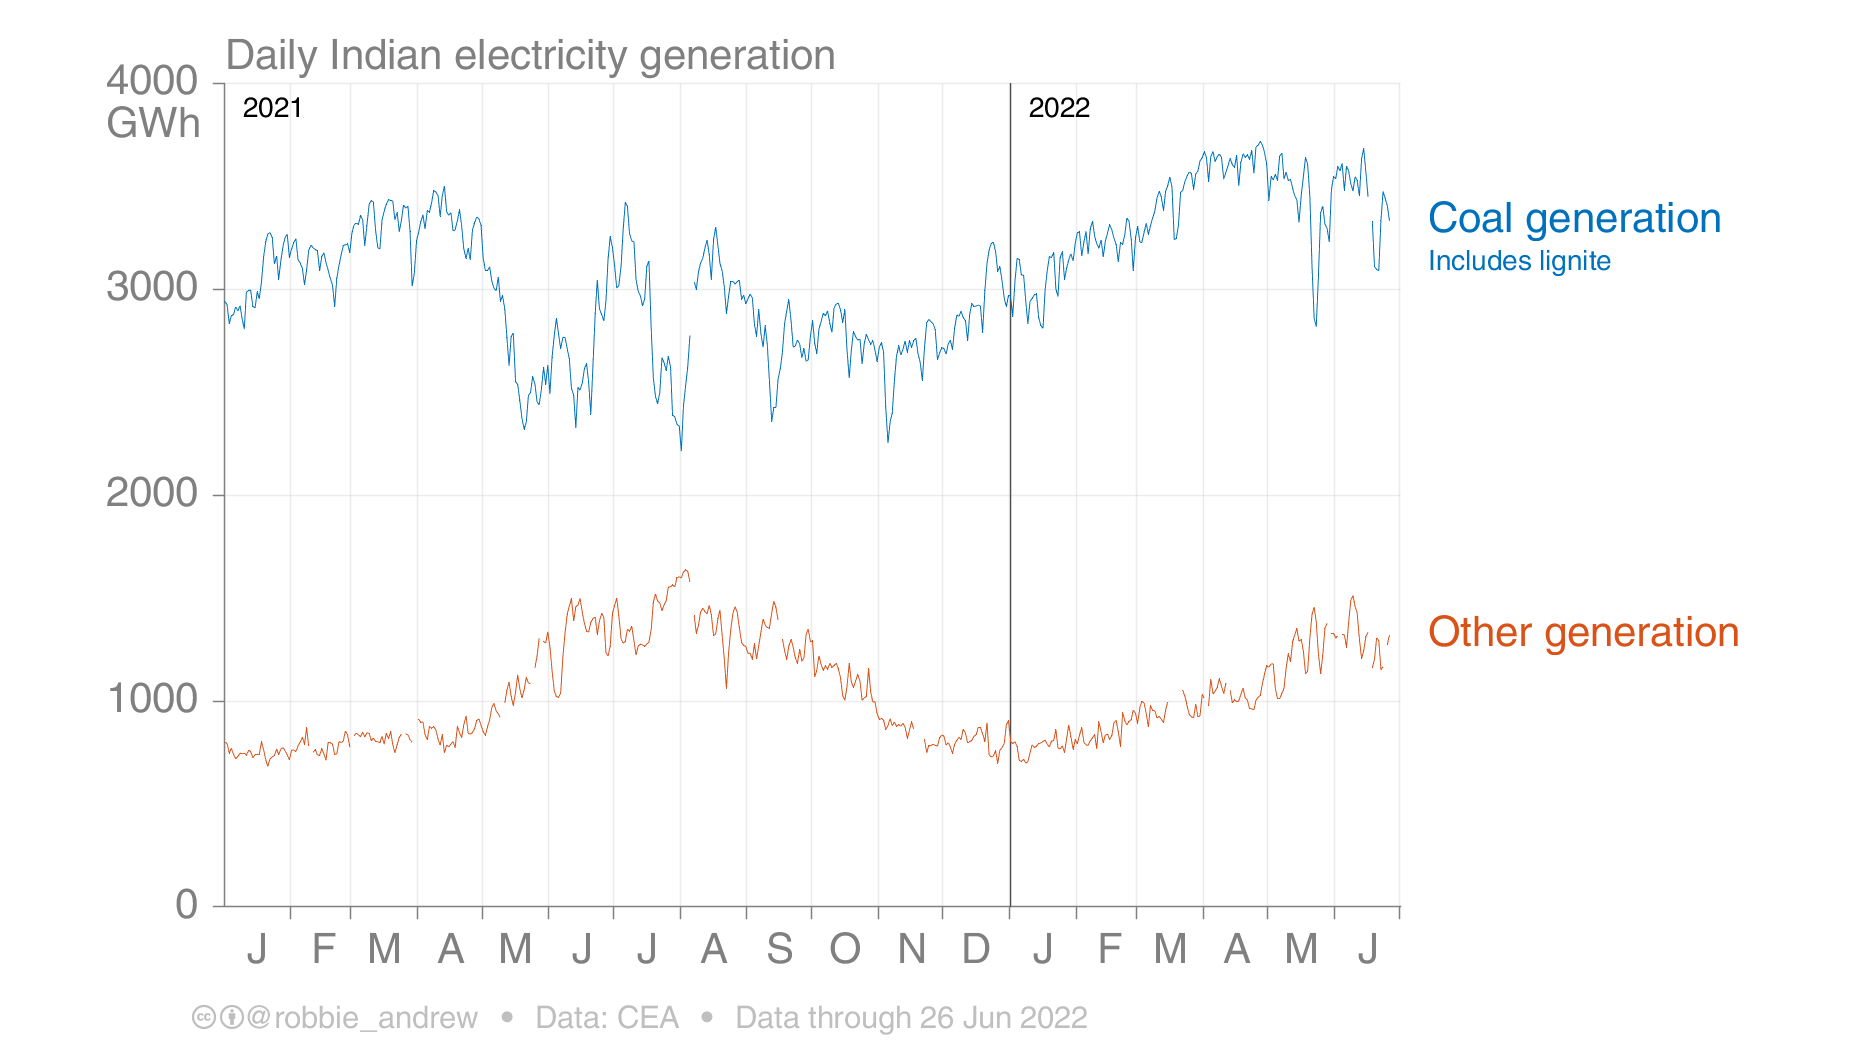 Daily Indian electricity generation
4000
GWh
2021
2022
3000
2000
1000
0
Coal generation
Includes lignite
Other generation
J F M A M J J A S O N D J F M A M J
@robbie_andrew • Data: CEA • Data through 26 Jun 2022